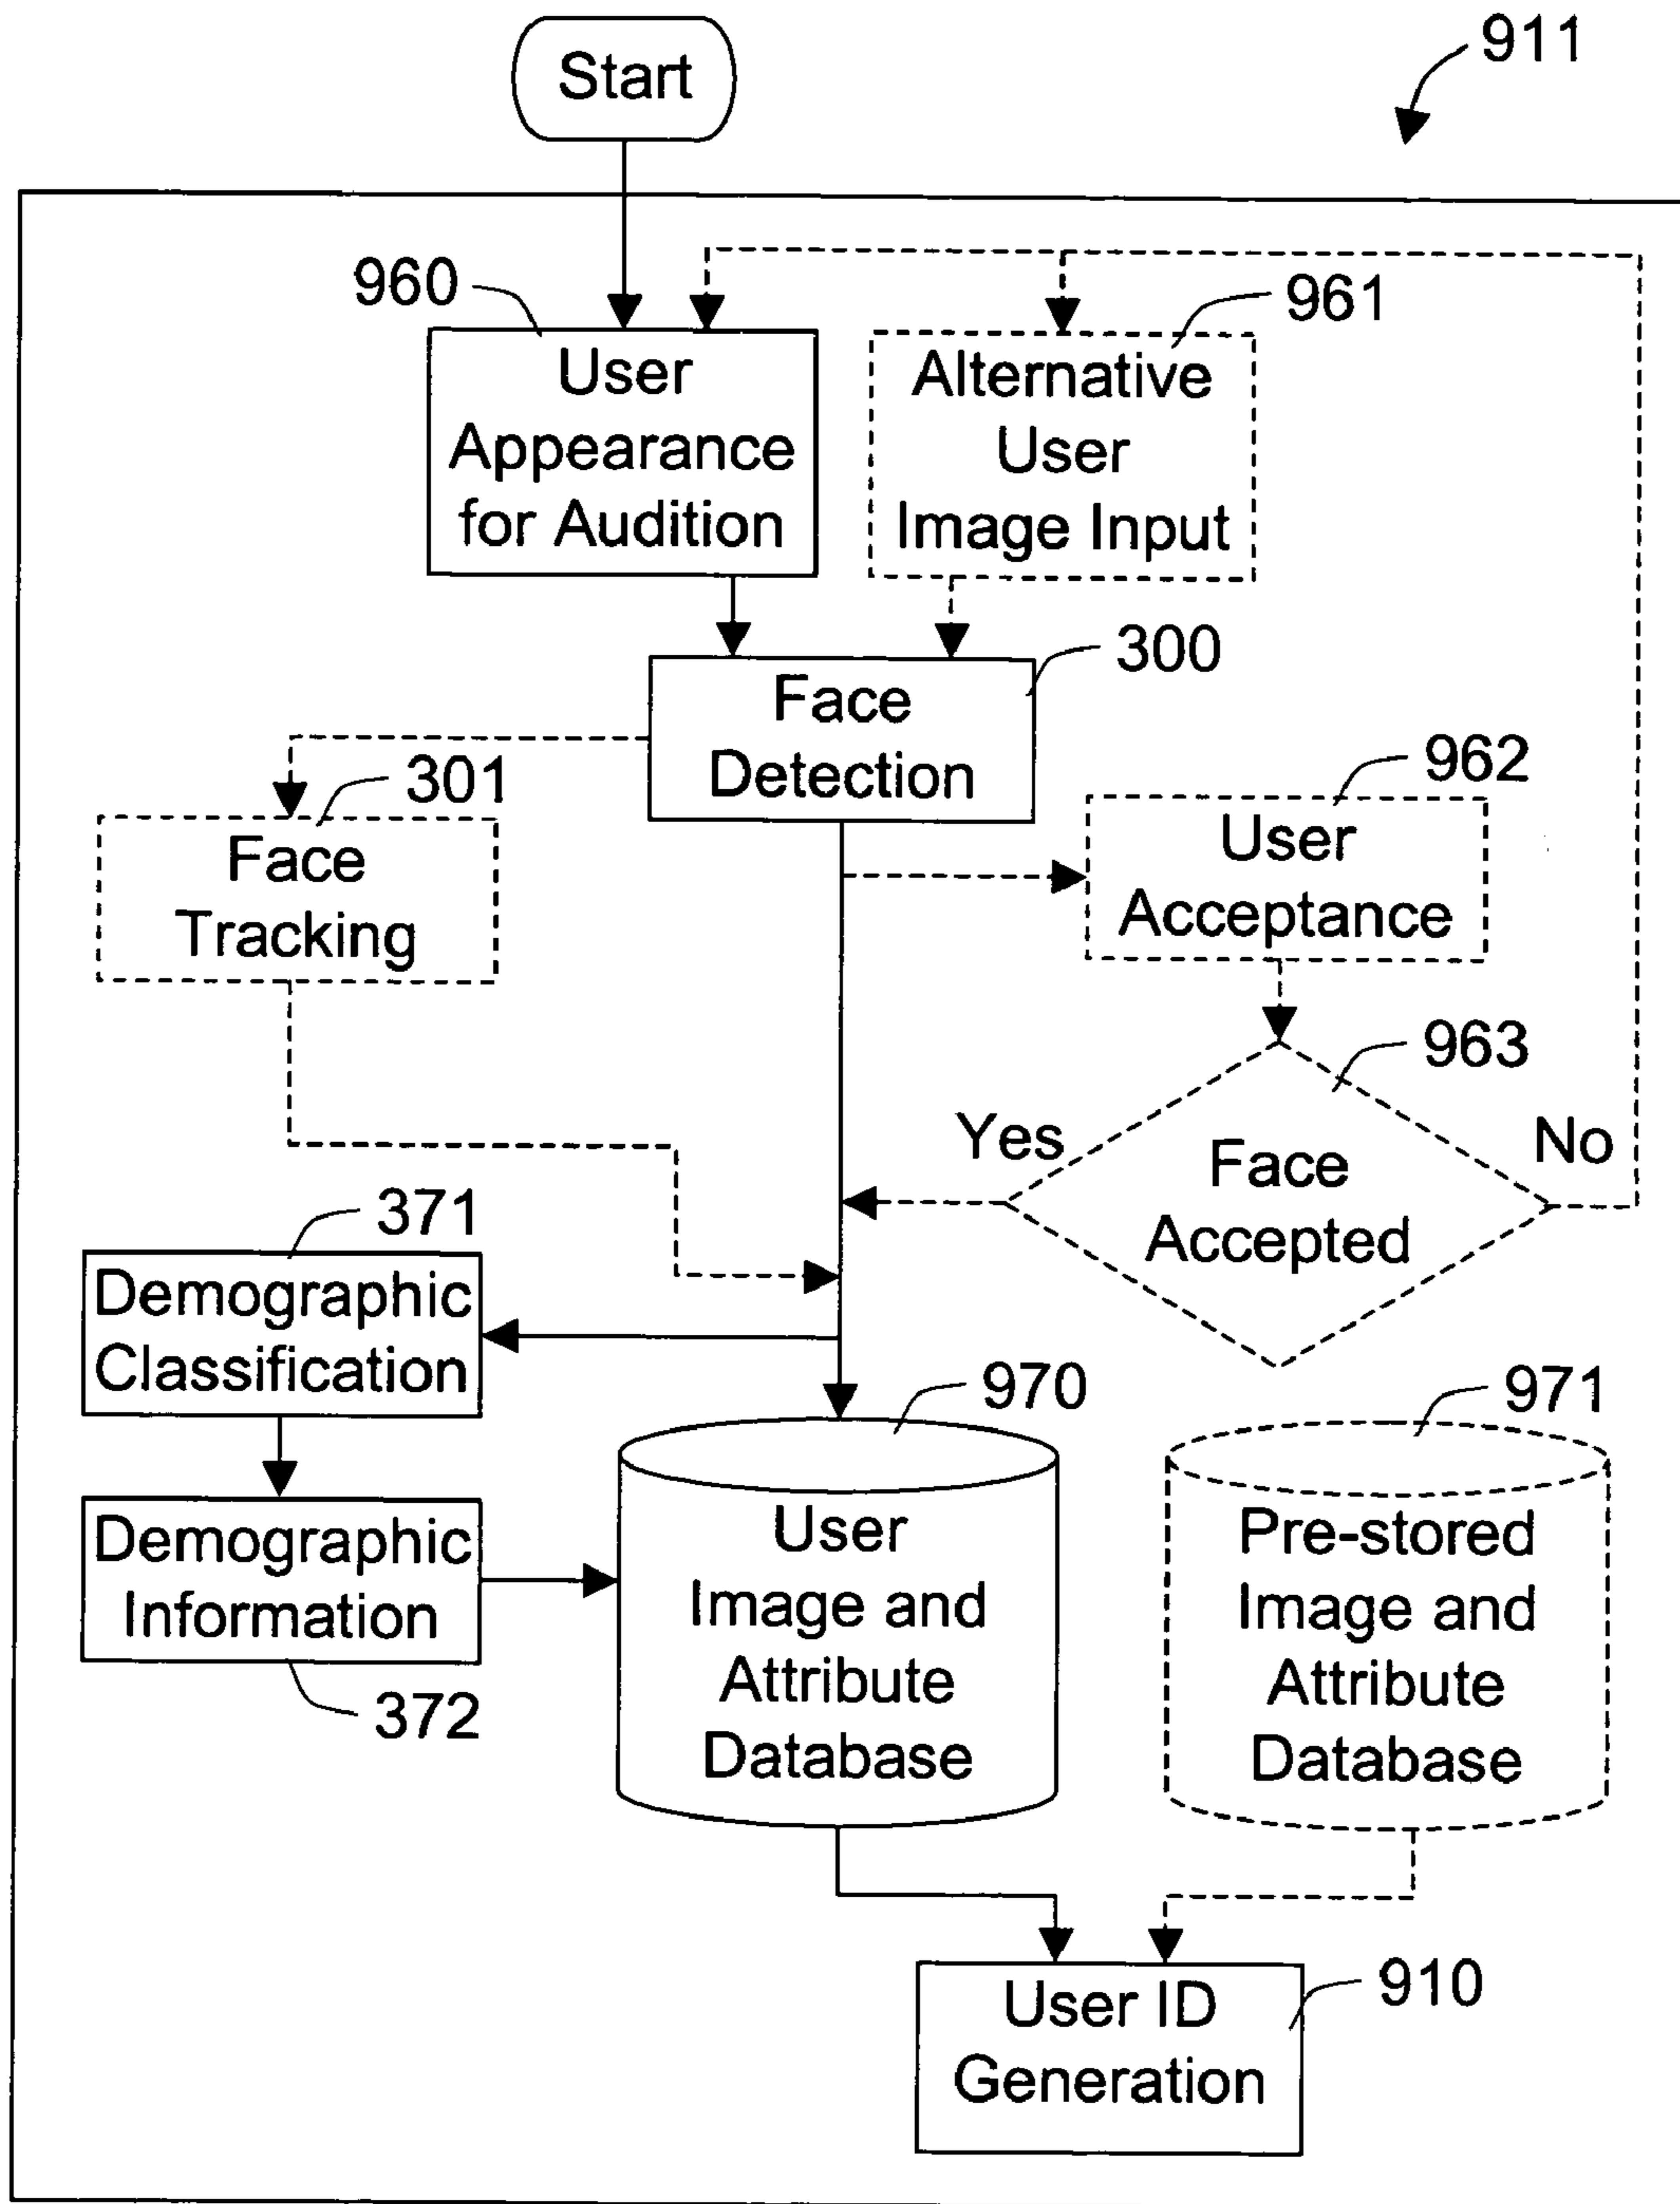 911
Start
960
961
User
Appearance
for Audition
Alternative
User
Image Input
300
Face
Detection
301
Face
Tracking
962
User
Acceptance
963
Yes
No
Face
Accepted
371
Demographic
Classification
970
971
Demographic
Information
372
User
Image and
Attribute
Database
Pre-stored
Image and
Attribute
Database
910
User ID
Generation